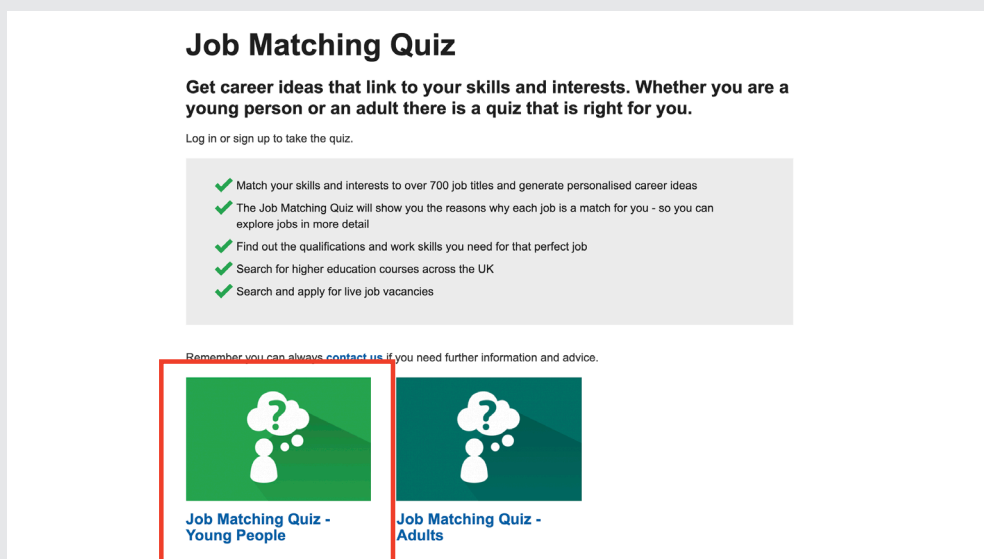 Job Matching Quiz
Get career ideas that link to your skills and interests. Whether you are a
young person or an adult there is a quiz that is right for you.
Log in or sign up to take the quiz.
Match your skills and interests to over 700 job titles and generate personalised career ideas
The Job Matching Quiz will show you the reasons why each job is a match for you - so you can
explore jobs in more detail
Find out the qualifications and work skills you need for that perfect job
Search for higher education courses across the UK
Search and apply for live job vacancies
Remember you can always contact us if you need further information and advice.
?
?
Job Matching Quiz -
Young People
Job Matching Quiz -
Adults